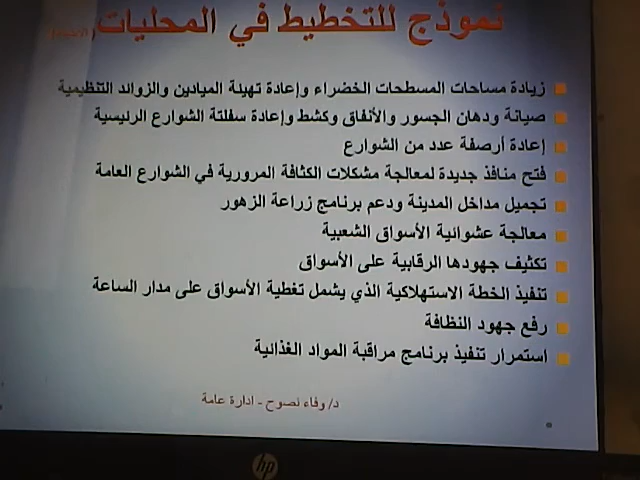 نموذج للتخطيط في المحليات
زيادة مساحات المسطحات الخضراء وإعادة تهيئة الميادين والزوائد التنظيمية
صيانة ودهان الجسور والأنفاق وكشط وإعادة سفلتة الشوارع الرئيسية
إعادة أرصفة عدد من الشوارع
فتح منافذ جديدة لمعالجة مشكلات الكثافة المرورية في الشوارع العامة
تجميل مداخل المدينة ودعم برنامج زراعة الزهور
معالجة عشوائية الأسواق الشعبية
تكثيف جهودها الرقابية على الأسواق
تنفيذ الخطة الاستهلاكية الذي يشمل تغطية الأسواق على مدار الساعة
رفع جهود النظافة
استمرار تنفيذ برنامج مراقبة المواد الغذائية
د/ وفاء نصوح - ادارة عامة
hp